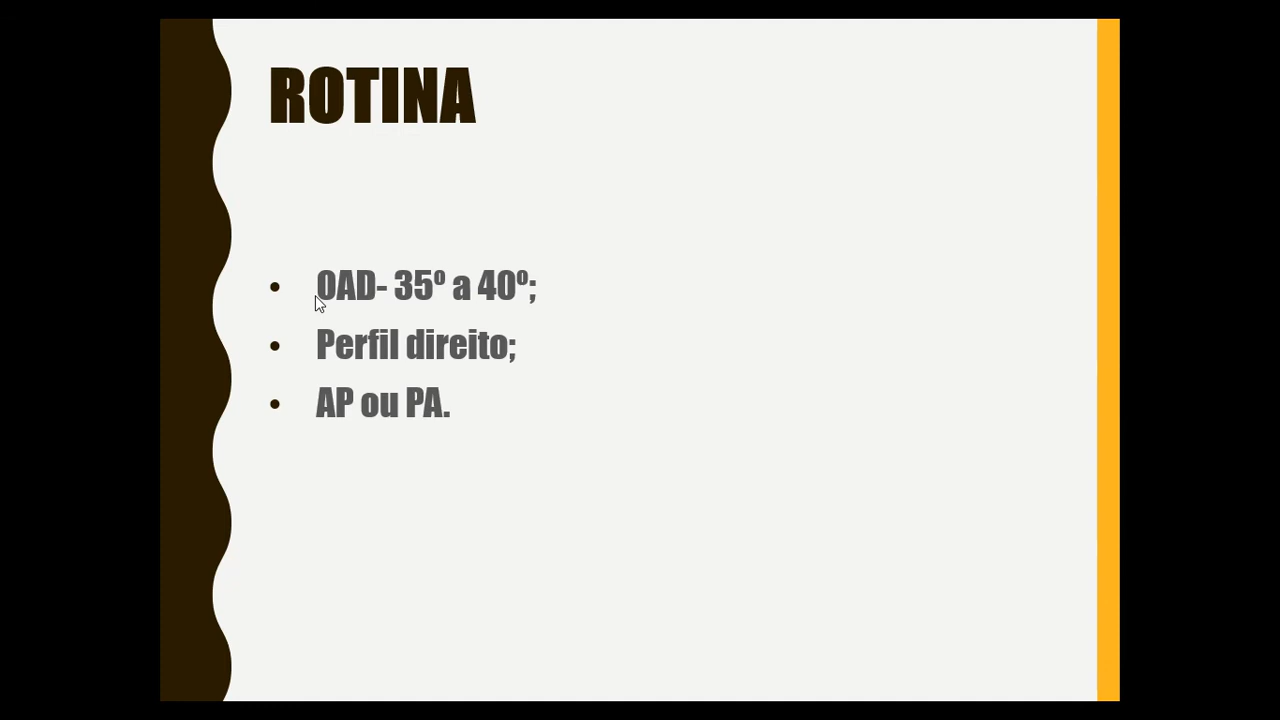 ROTINA
• OAD- 35º a 40º;
• Perfil direito;
• AP ou PA.